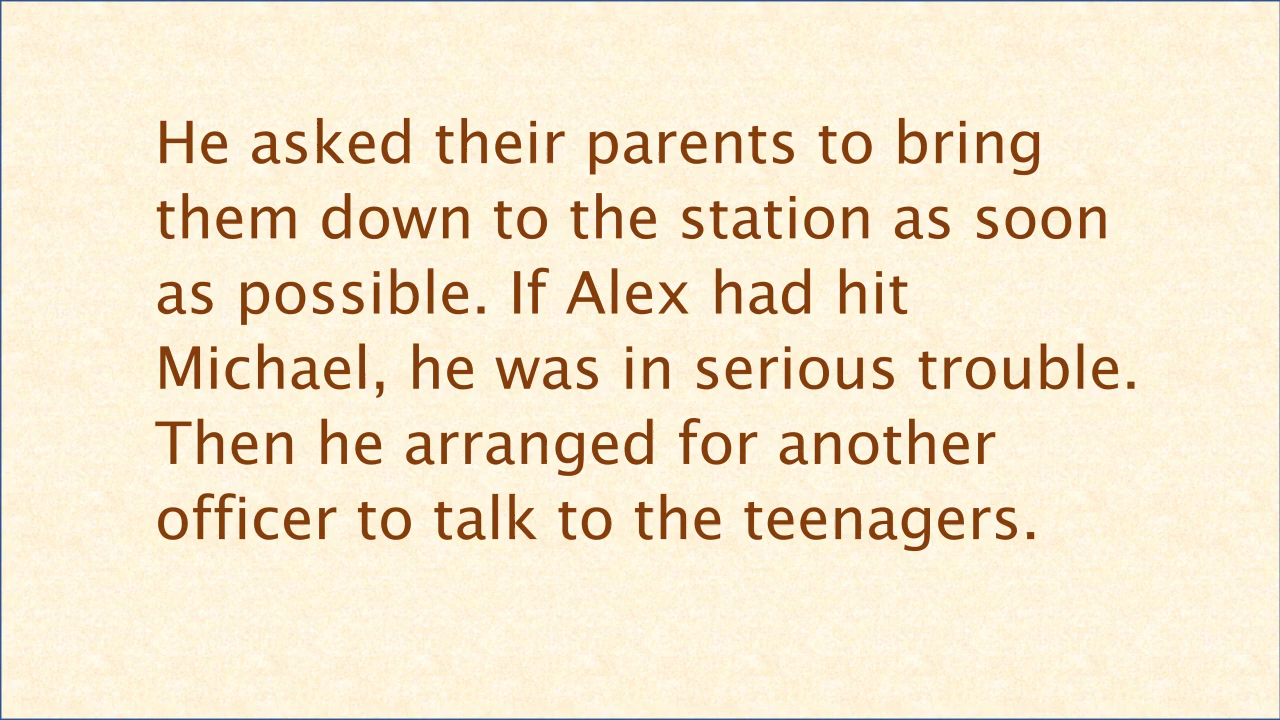 He asked their parents to bring
them down to the station as soon
as possible. If Alex had hit
Michael, he was in serious trouble.
Then he arranged for another
officer to talk to the teenagers.